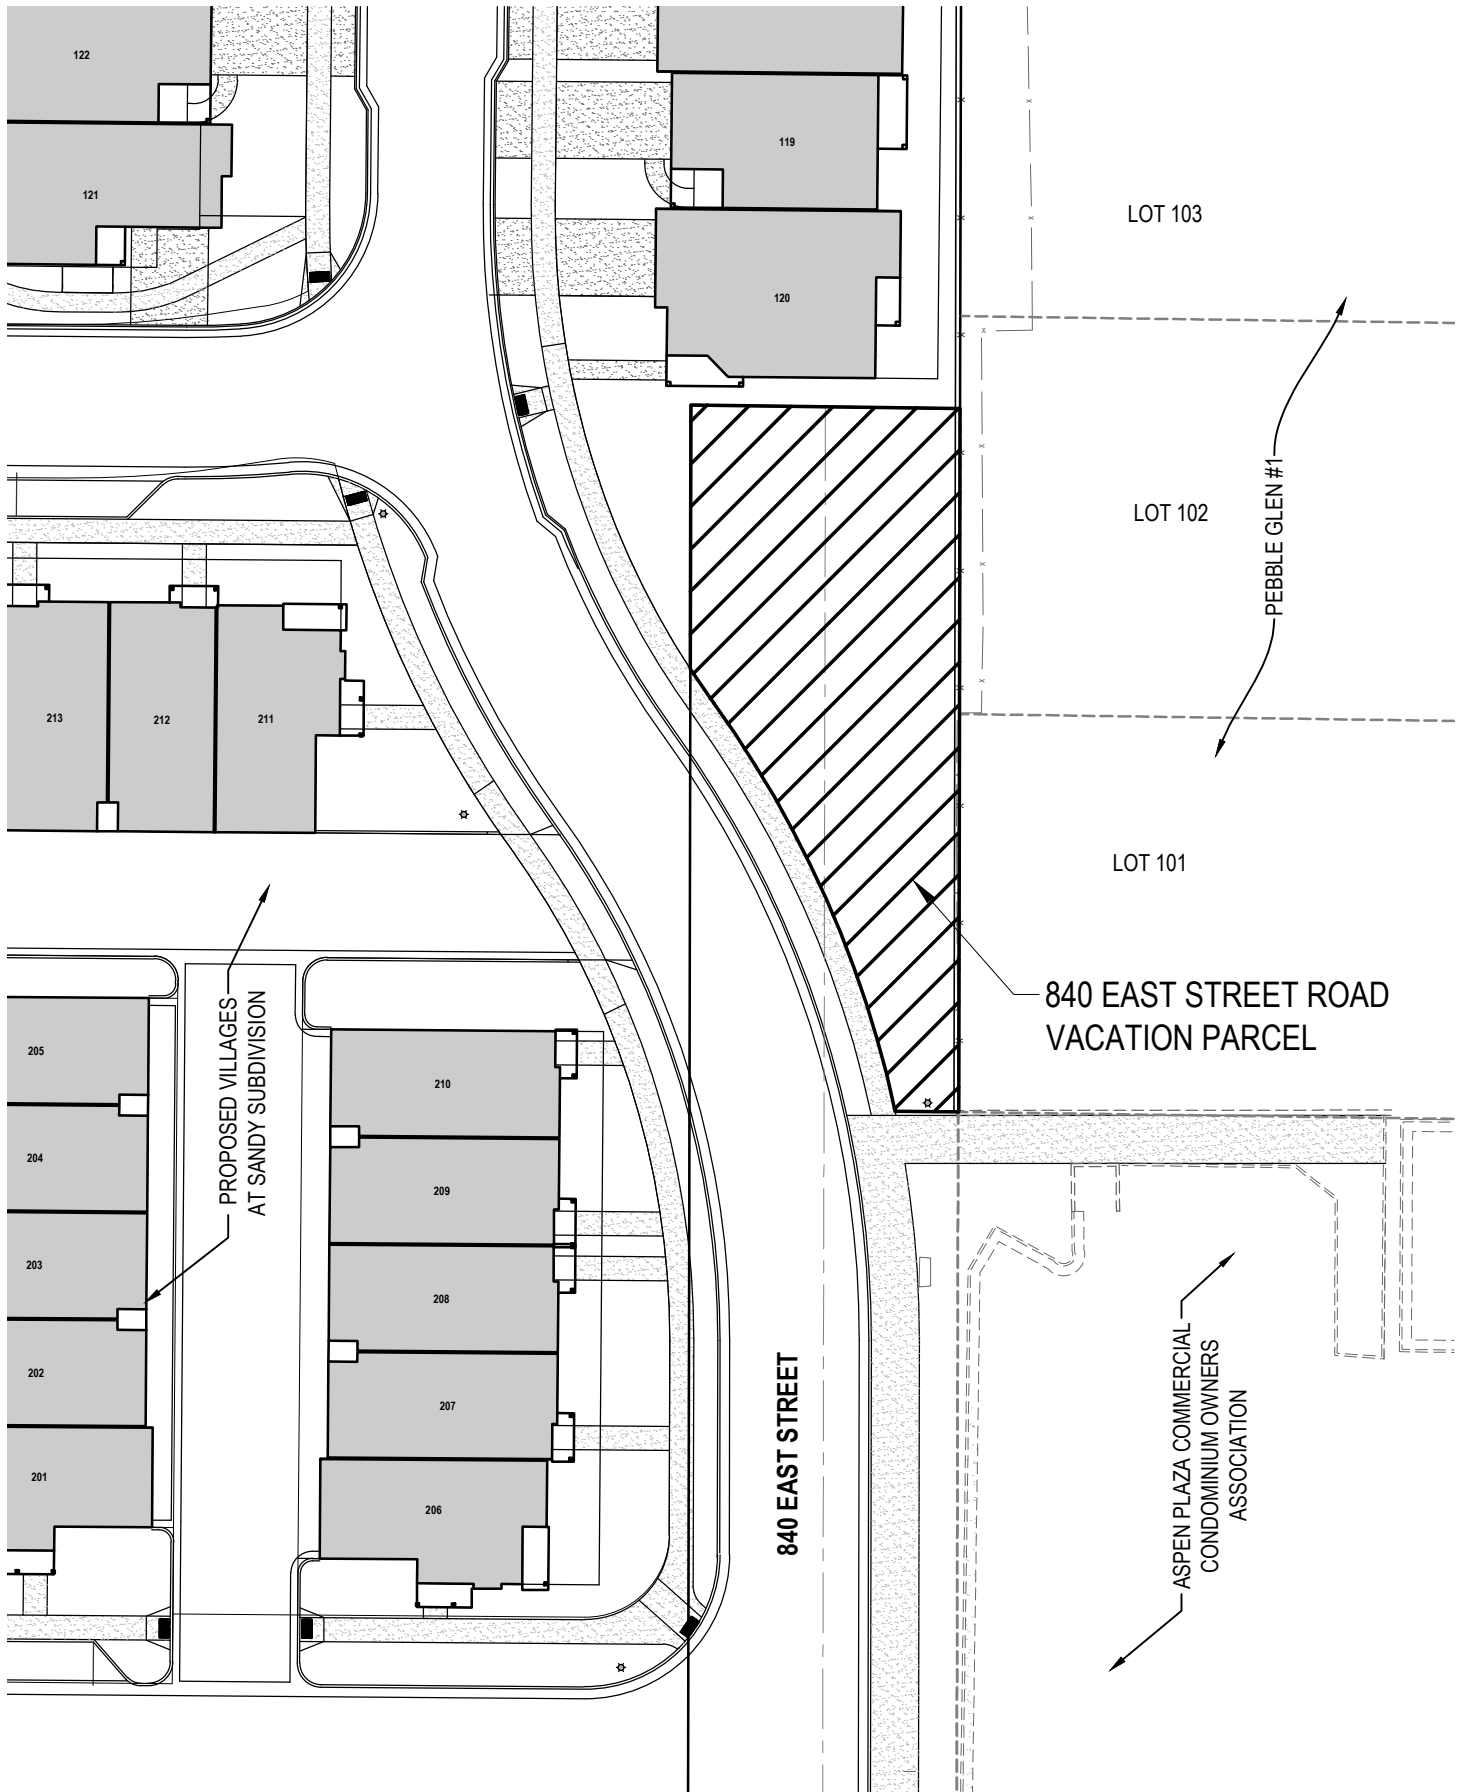 122
121
119
120
LOT 103
LOT 102
PEBBLE GLEN #1
LOT 101
213
212
211
840 EAST STREET ROAD
VACATION PARCEL
PROPOSED VILLAGES
AT SANDY SUBDIVISION
205
204
203
202
201
210
209
208
207
206
840 EAST STREET
ASPEN PLAZA COMMERCIAL
CONDOMINIUM OWNERS
ASSOCIATION